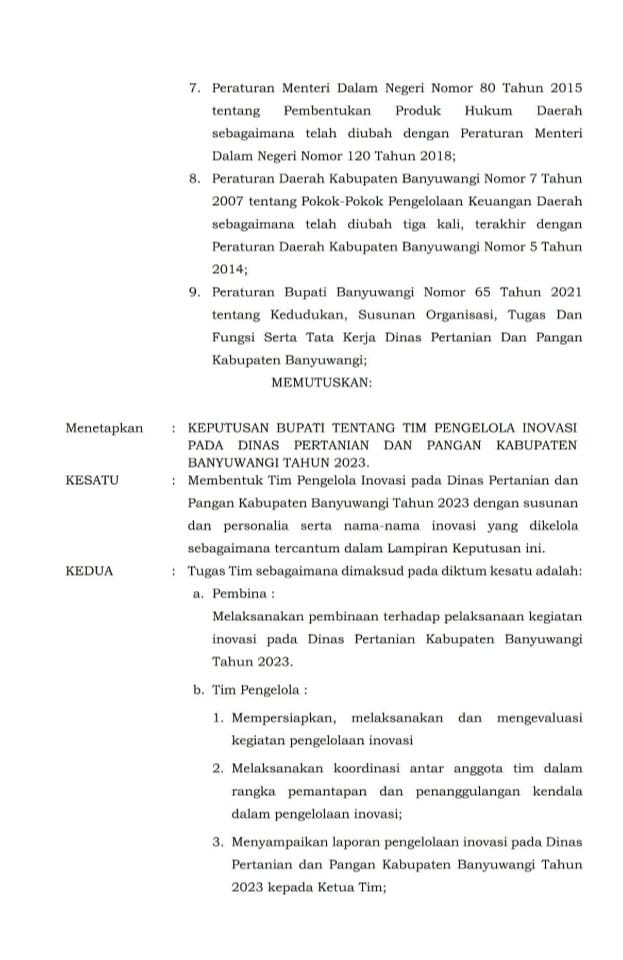 7. Peraturan Menteri Dalam Negeri Nomor 80 Tahun 2015
tentang Pembentukan Produk Hukum Daerah
sebagaimana telah diubah dengan Peraturan Menteri
Dalam Negeri Nomor 120 Tahun 2018;
8. Peraturan Daerah Kabupaten Banyuwangi Nomor 7 Tahun
2007 tentang Pokok-Pokok Pengelolaan Keuangan Daerah
sebagaimana telah diubah tiga kali, terakhir dengan
Peraturan Daerah Kabupaten Banyuwangi Nomor 5 Tahun
2014;
9. Peraturan Bupati Banyuwangi Nomor 65 Tahun 2021
tentang Kedudukan, Susunan Organisasi, Tugas Dan
Fungsi Serta Tata Kerja Dinas Pertanian Dan Pangan
Kabupaten Banyuwangi;
MEMUTUSKAN:
Menetapkan : KEPUTUSAN BUPATI TENTANG TIM PENGELOLA INOVASI
PADA DINAS PERTANIAN DAN PANGAN KABUPATEN
BANYUWANGI TAHUN 2023.
KESATU : Membentuk Tim Pengelola Inovasi pada Dinas Pertanian dan
Pangan Kabupaten Banyuwangi Tahun 2023 dengan susunan
dan personalia serta nama-nama inovasi yang dikelola
sebagaimana tercantum dalam Lampiran Keputusan ini.
KEDUA : Tugas Tim sebagaimana dimaksud pada diktum kesatu adalah:
a. Pembina :
Melaksanakan pembinaan terhadap pelaksanaan kegiatan
inovasi pada Dinas Pertanian Kabupaten Banyuwangi
Tahun 2023.
b. Tim Pengelola :
1. Mempersiapkan, melaksanakan dan mengevaluasi
kegiatan pengelolaan inovasi
2. Melaksanakan koordinasi antar anggota tim dalam
rangka pemantapan dan penanggulangan kendala
dalam pengelolaan inovasi;
3. Menyampaikan laporan pengelolaan inovasi pada Dinas
Pertanian dan Pangan Kabupaten Banyuwangi Tahun
2023 kepada Ketua Tim;